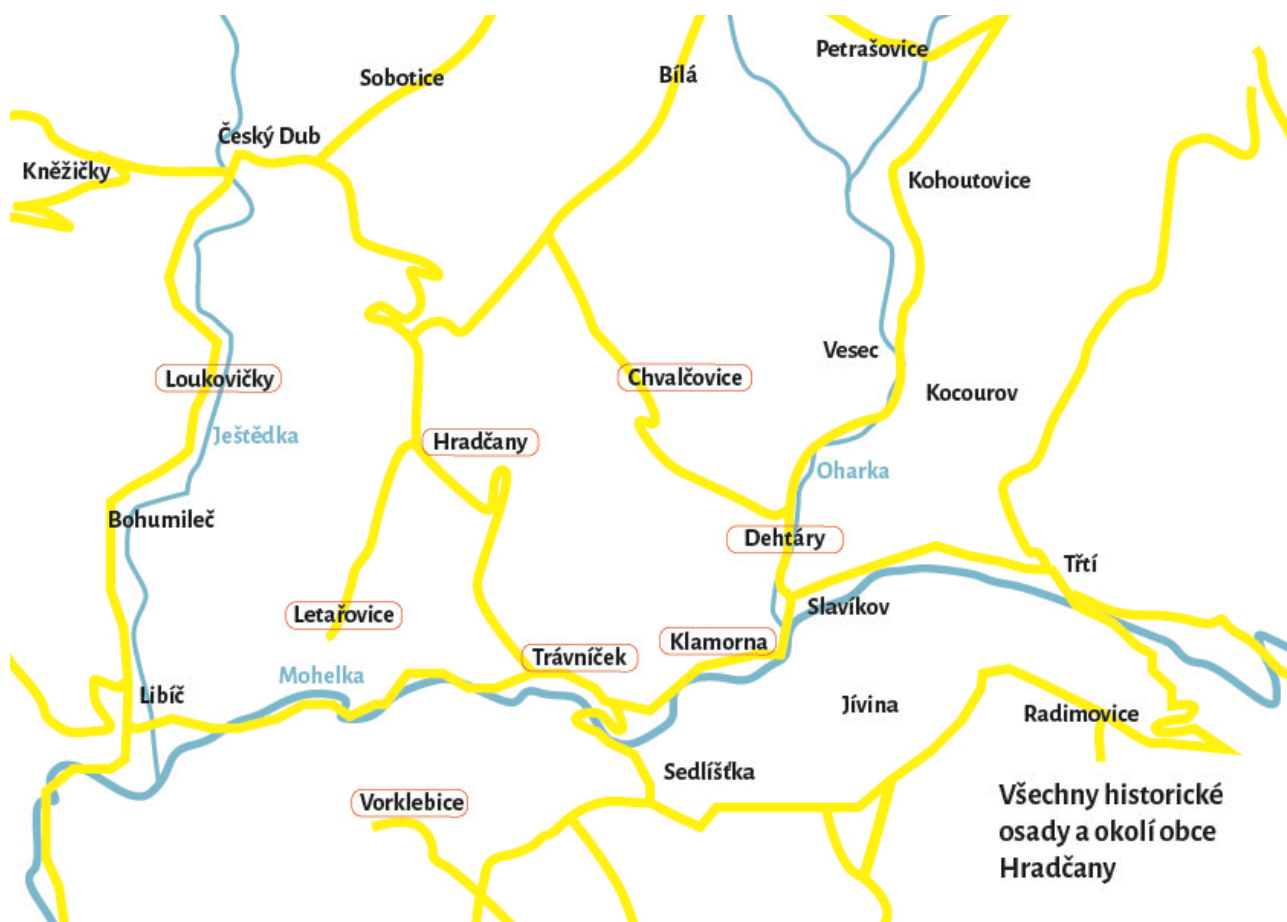 Petrašovice
Bílá
Sobotice
Český Dub
Kněžičky
Kohoutovice
Vesec
Chvalčovice
Loukovičky
Kocourov
Ještědka
Hradčany
Oharka
Bohumileč
Dehtáry
Třtí
Slavíkov
Letařovice
Klamorna
Trávníček
Mohelka
Libíč
Jívina
Radimovice
Sedlíšťka
Vorklebice
Všechny historické
osady a okolí obce
Hradčany